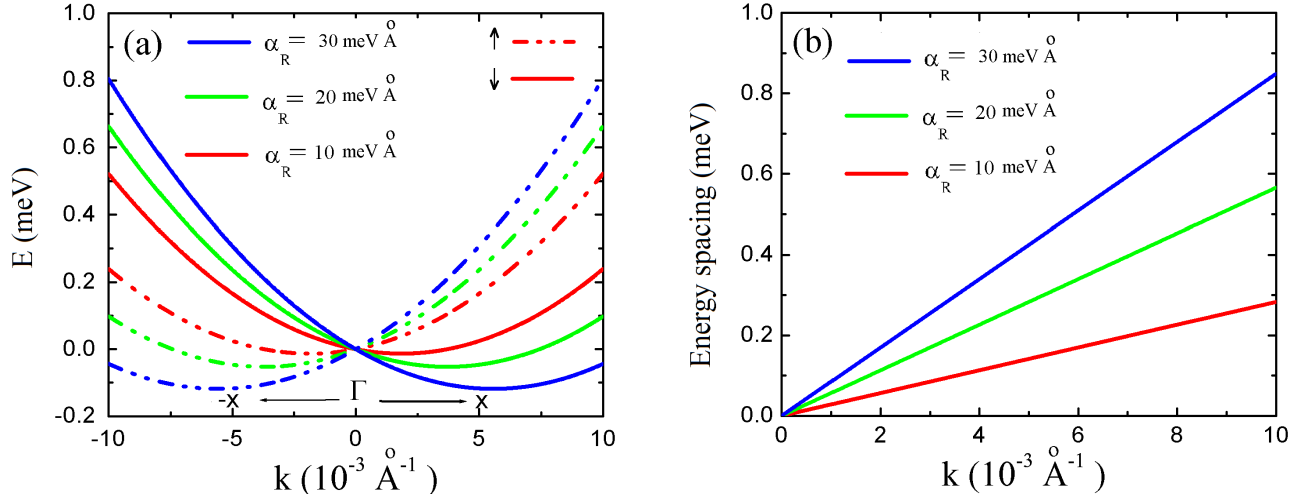 (a)
α_R = 30 meV Å
α_R = 20 meV Å
α_R = 10 meV Å
↑
↓
E (meV)
1.0
0.8
0.6
0.4
0.2
0.0
-0.2
-x ← Γ → x
-10 -5 0 5 10
k (10⁻³ Å⁻¹)
(b)
α_R = 30 meV Å
α_R = 20 meV Å
α_R = 10 meV Å
Energy spacing (meV)
1.0
0.8
0.6
0.4
0.2
0.0
0 2 4 6 8 10
k (10⁻³ Å⁻¹)